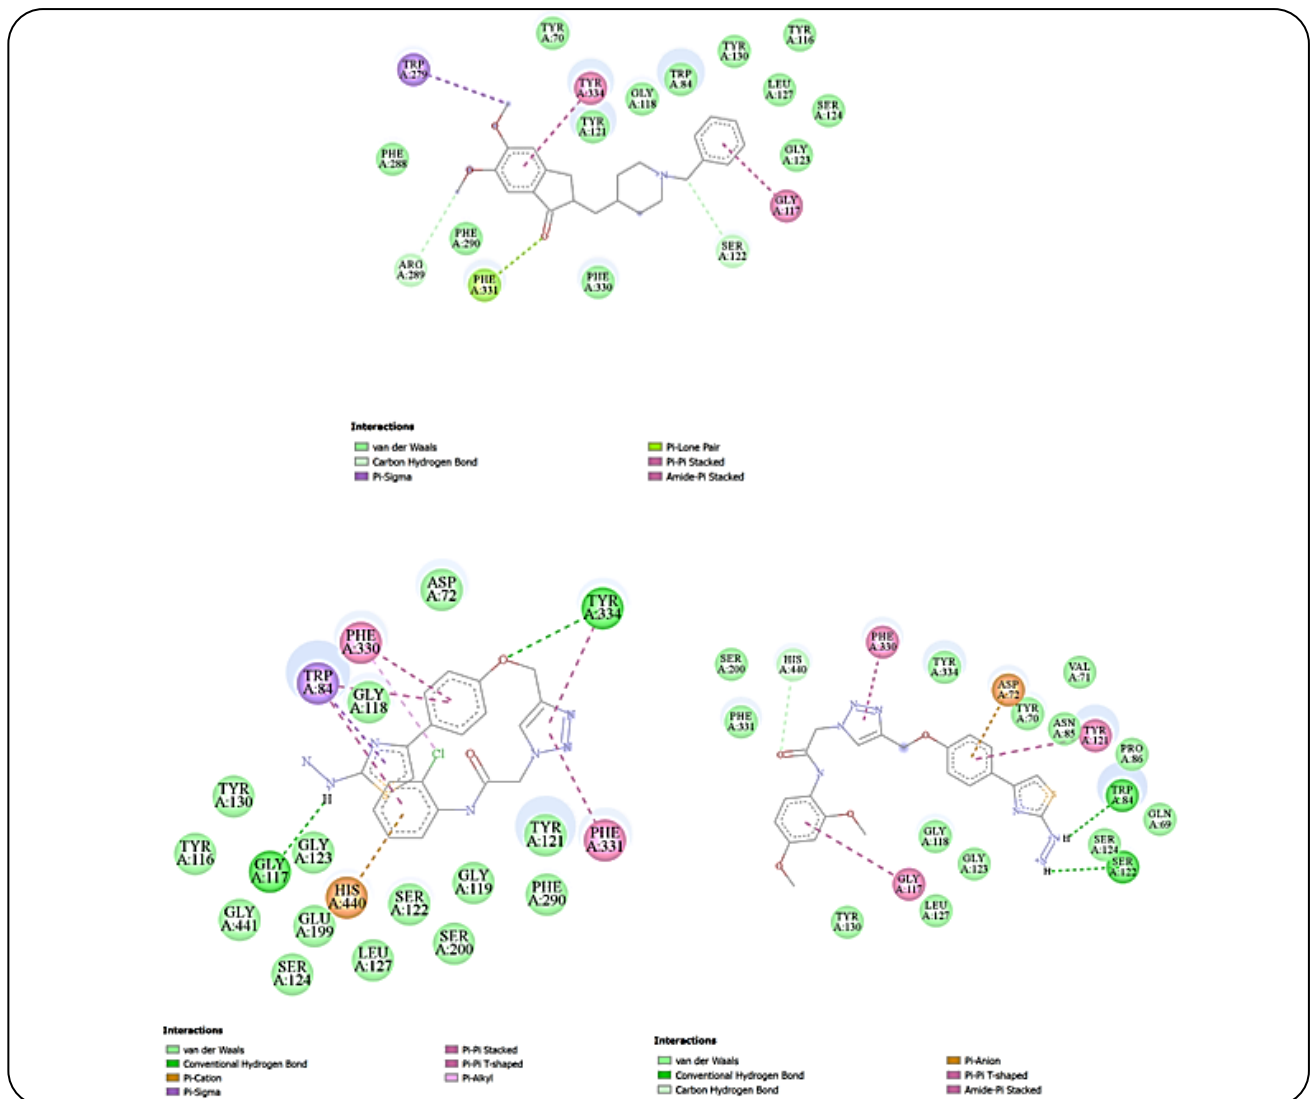 TYR
A:70
TYR
A:116
TYR
A:130
TRP
A:279
TRP
A:84
TYR
A:334
LEU
A:127
GLY
A:118
SER
A:124
TYR
A:121
PHE
A:288
GLY
A:123
N
O
O
GLY
A:117
PHE
A:290
O
SER
A:122
ARG
A:289
PHE
A:331
PHE
A:330
Interactions
van der Waals
Carbon Hydrogen Bond
Pi-Sigma
Pi-Lone Pair
Pi-Pi Stacked
Amide-Pi Stacked
ASP
A:72
TYR
A:334
PHE
A:330
TRP
A:84
GLY
A:118
O
N
N
N
N
Cl
O
N
N
H
S
N
TYR
A:130
TYR
A:116
GLY
A:117
GLY
A:123
TYR
A:121
PHE
A:331
HIS
A:440
GLY
A:119
PHE
A:290
SER
A:122
GLY
A:441
GLU
A:199
SER
A:200
LEU
A:127
SER
A:124
Interactions
van der Waals
Conventional Hydrogen Bond
Pi-Cation
Pi-Sigma
Pi-Pi Stacked
Pi-Pi T-shaped
Pi-Alkyl
PHE
A:330
SER
A:200
HIS
A:440
TYR
A:334
VAL
A:71
ASP
A:72
TYR
A:70
PHE
A:331
ASN
A:85
TYR
A:121
PRO
A:86
N
N
N
O
O
N
O
O
S
N
N
H
N
H
TRP
A:84
GLN
A:69
GLY
A:118
SER
A:124
GLY
A:123
SER
A:122
GLY
A:117
LEU
A:127
TYR
A:130
Interactions
van der Waals
Conventional Hydrogen Bond
Carbon Hydrogen Bond
Pi-Anion
Pi-Pi T-shaped
Amide-Pi Stacked